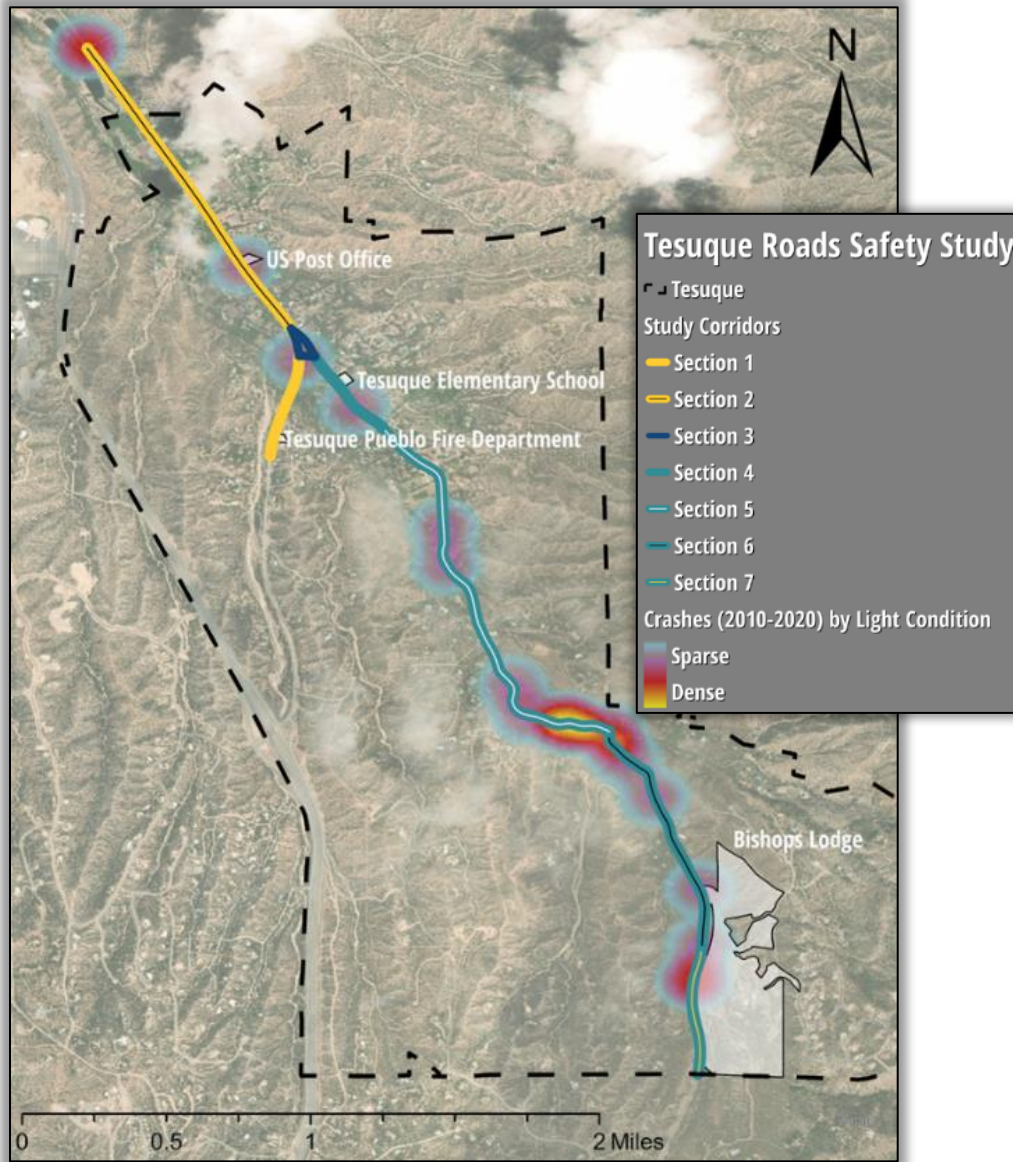 N
US Post Office
Tesuque Elementary School
Tesuque Pueblo Fire Department
Bishops Lodge
0 0.5 1 2 Miles
Tesuque Roads Safety Study
Tesuque
Study Corridors
Section 1
Section 2
Section 3
Section 4
Section 5
Section 6
Section 7
Crashes (2010-2020) by Light Condition
Sparse
Dense